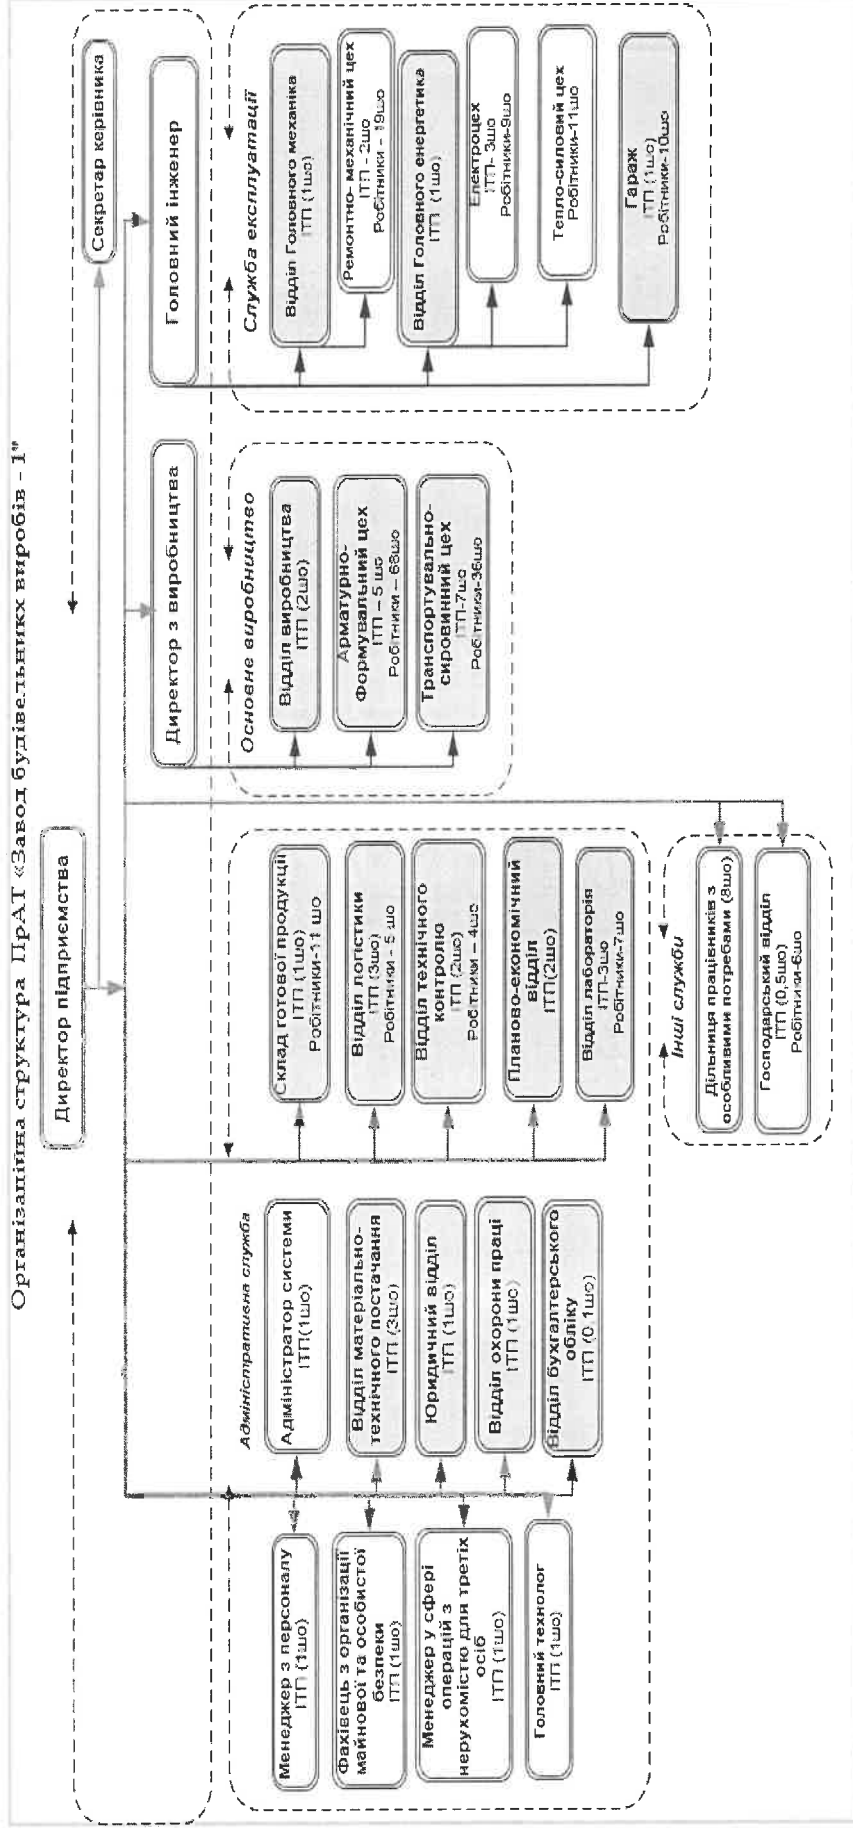 Організаційна структура ПрАТ «Завод будівельникх виробів - 1"
Директор підприємства
Секретар керівника
Директор з виробництва
Головний інженер
Адміністративна служба
Менеджер з персоналу
ІТП (1шо)
Фахівець з організації
майнової та особистої
безпеки
ІТП (1шо)
Менеджер у сфері
операцій з
нерухомістю для третіх
осіб
ІТП (1шо)
Головний технолог
ІТП (1шо)
Адміністратор системи
ІТП(1шо)
Відділ матеріально-
технічного постачання
ІТП (3шо)
Юридичний відділ
ІТП (1шо)
Відділ охорони праці
ІТП (1шо)
Відділ бухгалтерського
обліку
ІТП (0,1шо)
Склад готової продукції
ІТП (1шо)
Робітники-11 шо
Відділ логістики
ІТП (3шо)
Робітники - 5 шо
Відділ технічного
контролю
ІТП (2шо)
Робітники – 4шо
Планово-економічний
відділ
ІТП(2шо)
Відділ лабораторія
ІТП-3шо
Робітники-7шо
Інші служби
Дільниця працівників з
особливими потребами (8шо)
Господарський відділ
ІТП (0,5шо)
Робітники-6шо
Основне виробництво
Відділ виробництва
ІТП (2шо)
Арматурно-
Формувальний цех
ІТП – 5 шо
Робітники – 68шо
Транспортувально-
сировинний цех
ІТП-7шо
Робітники-36шо
Служба експлуатації
Відділ Головного механіка
ІТП (1шо)
Ремонтно- механічний цех
ІТП - 2шо
Робітники – 19шо
Відділ Головного енергетика
ІТП (1шо)
Електроцех
ІТП- 3шо
Робітники-9шо
Тепло-силовий цех
Робітники-11шо
Гараж
ІТП (1шо)
Робітники-10шо